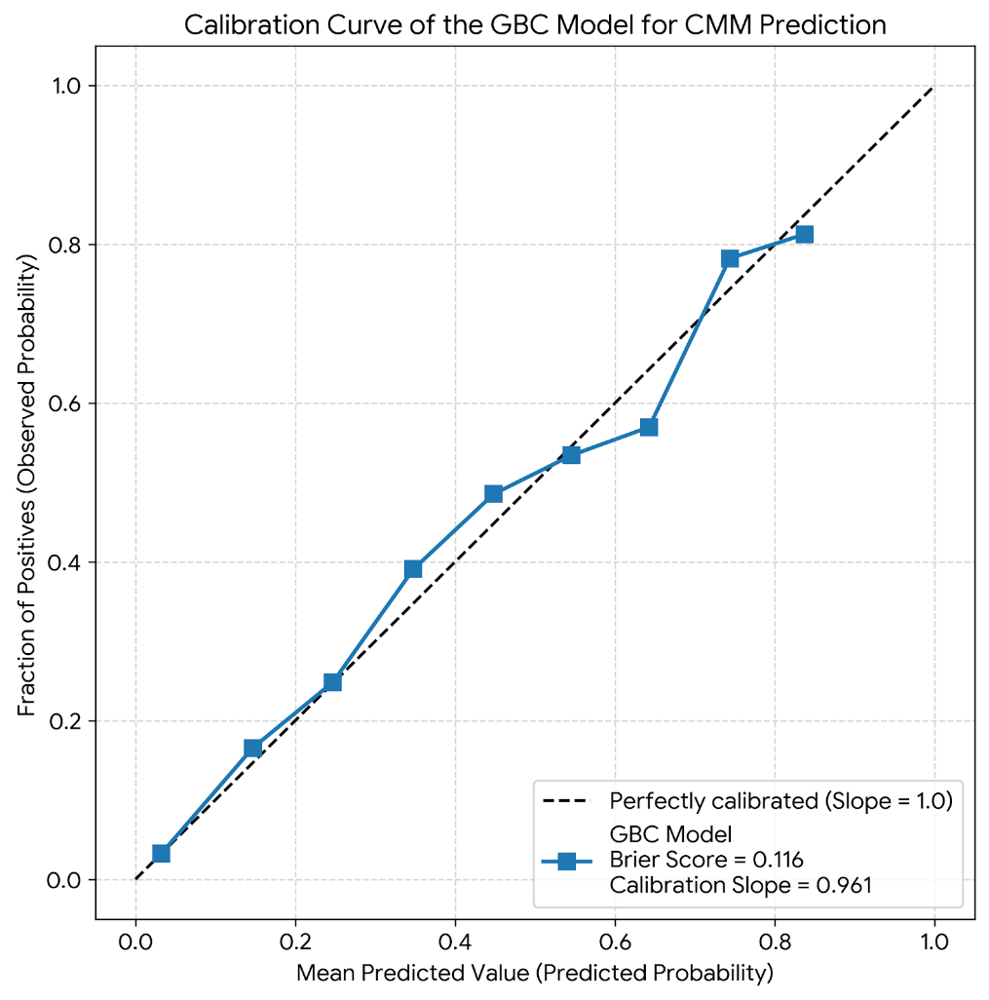 Calibration Curve of the GBC Model for CMM Prediction
Fraction of Positives (Observed Probability)
1.0
0.8
0.6
0.4
0.2
0.0
0.0 0.2 0.4 0.6 0.8 1.0
Mean Predicted Value (Predicted Probability)
Perfectly calibrated (Slope = 1.0)
GBC Model
Brier Score = 0.116
Calibration Slope = 0.961